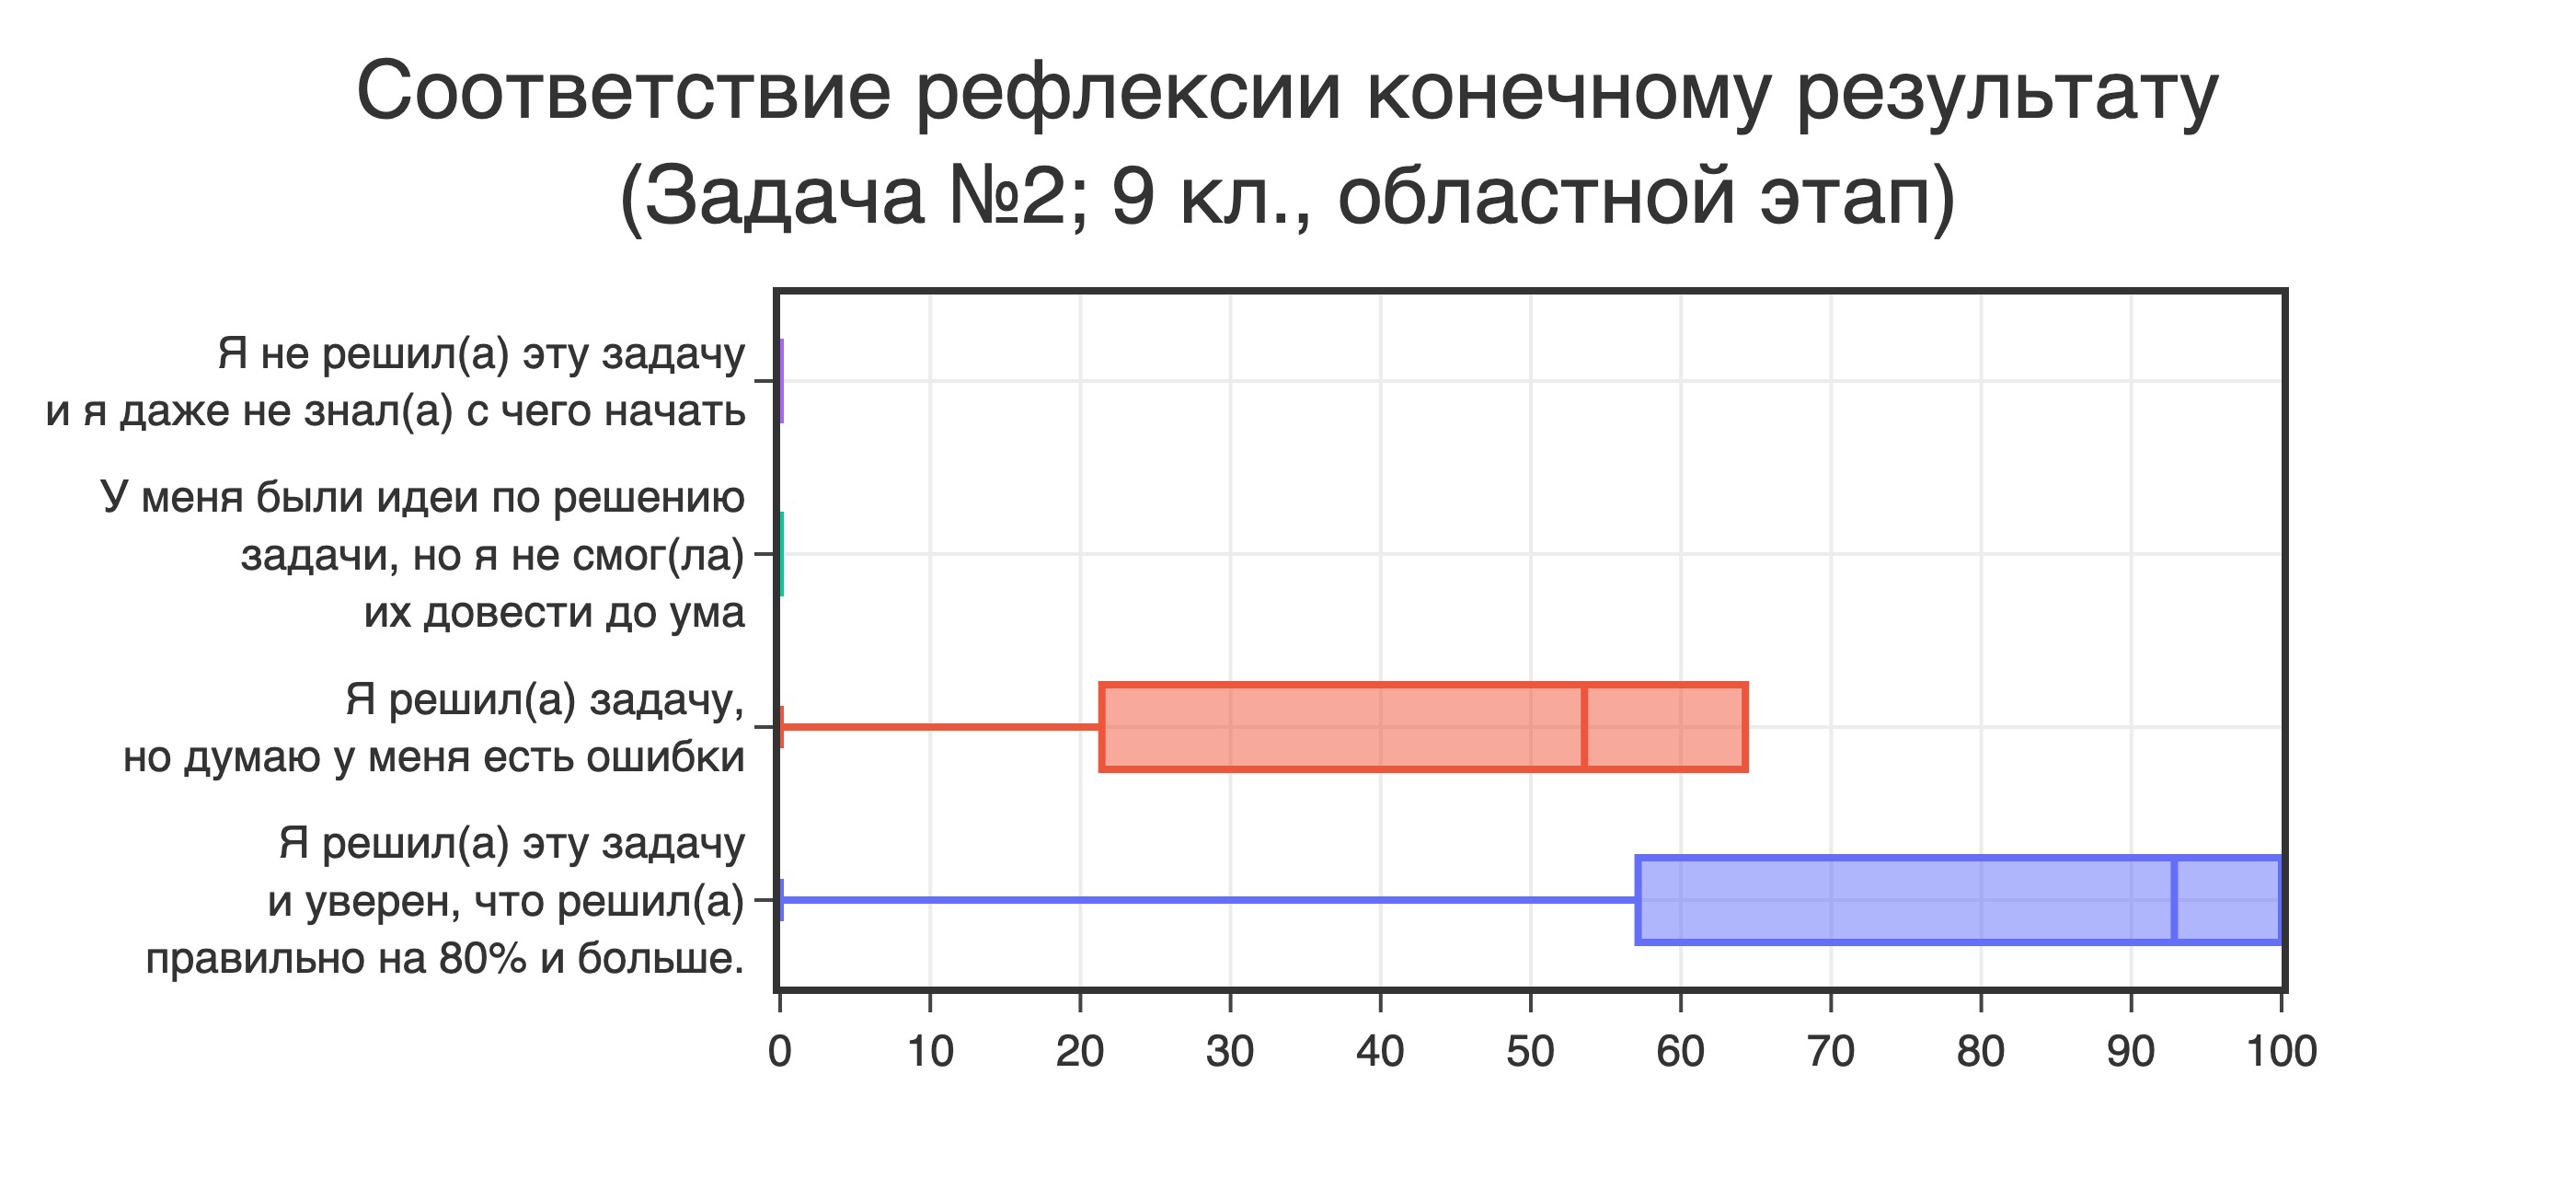 Соответствие рефлексии конечному результату
(Задача №2; 9 кл., областной этап)
Я не решил(а) эту задачу
и я даже не знал(а) с чего начать
У меня были идеи по решению
задачи, но я не смог(ла)
их довести до ума
Я решил(а) задачу,
но думаю у меня есть ошибки
Я решил(а) эту задачу
и уверен, что решил(а)
правильно на 80% и больше.
0 10 20 30 40 50 60 70 80 90 100